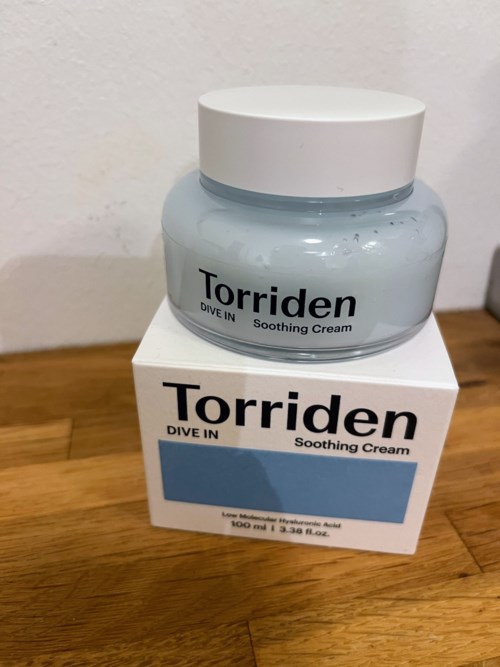 Torriden
DIVE IN
Soothing Cream
Torriden
DIVE IN
Soothing Cream
Low Molecular Hyaluronic Acid
100 ml | 3.38 fl.oz.